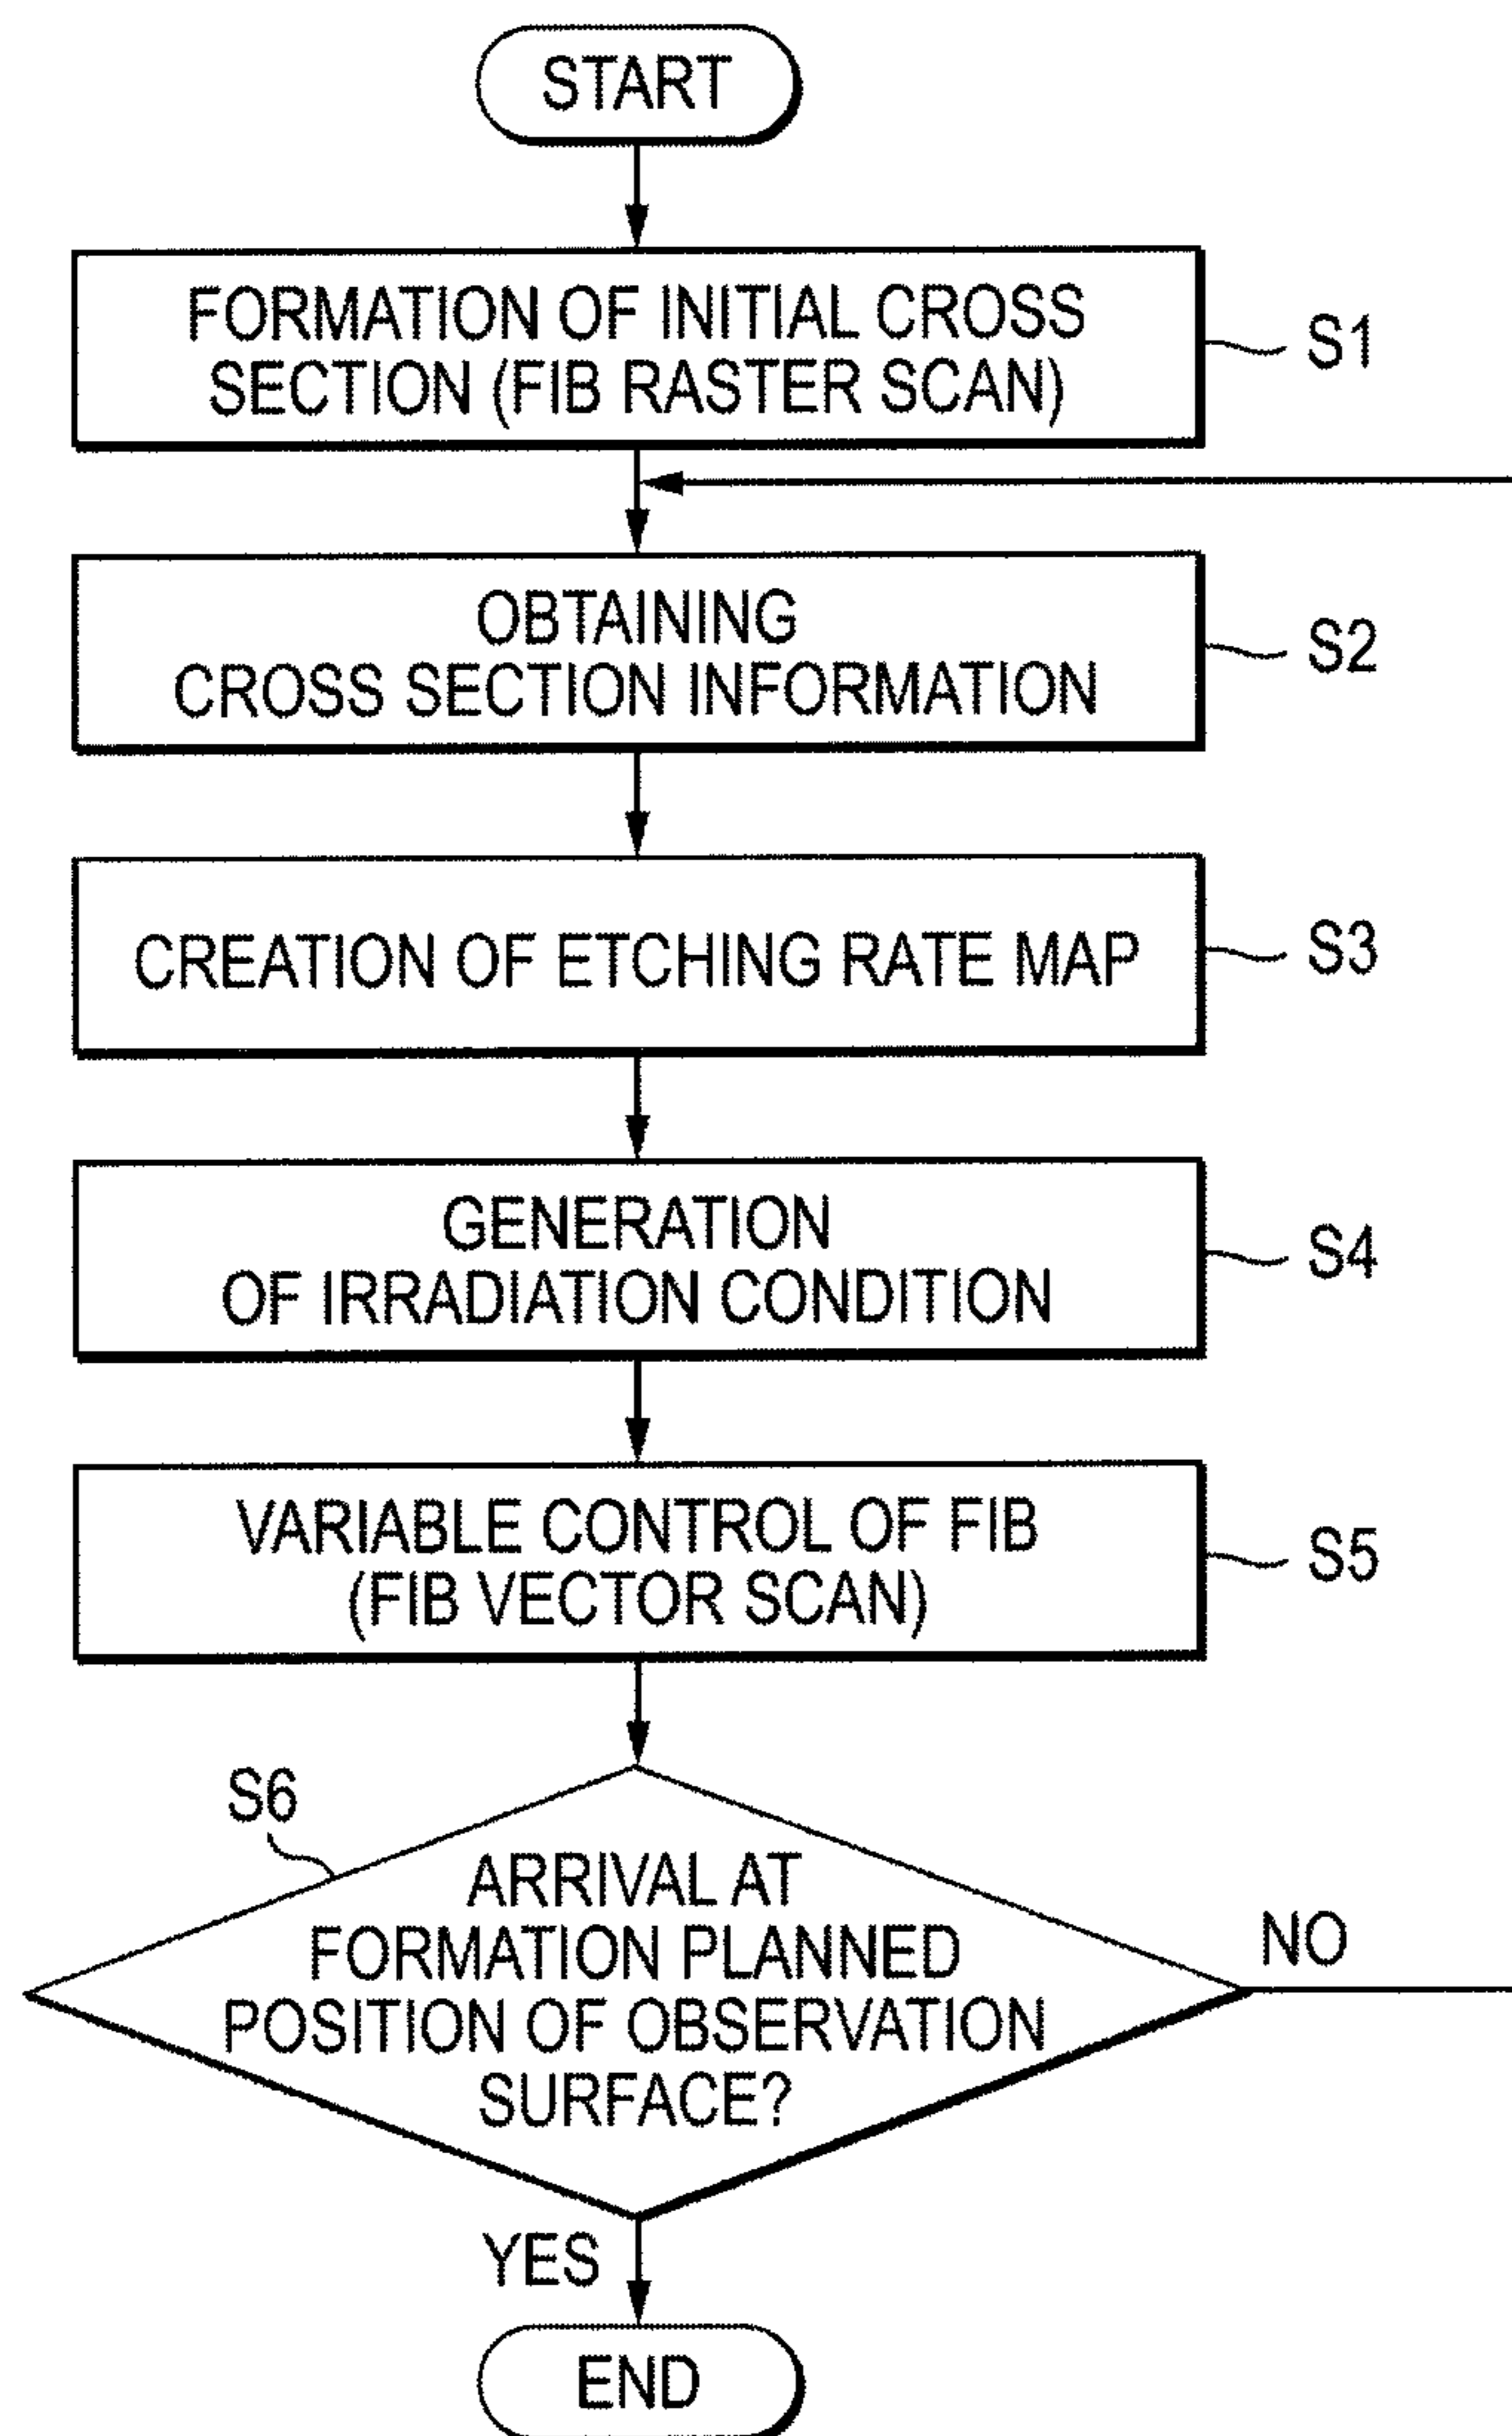 START
FORMATION OF INITIAL CROSS
SECTION (FIB RASTER SCAN)
S1
OBTAINING
CROSS SECTION INFORMATION
S2
CREATION OF ETCHING RATE MAP
S3
GENERATION
OF IRRADIATION CONDITION
S4
VARIABLE CONTROL OF FIB
(FIB VECTOR SCAN)
S5
S6
ARRIVAL AT
FORMATION PLANNED
POSITION OF OBSERVATION
SURFACE?
NO
YES
END